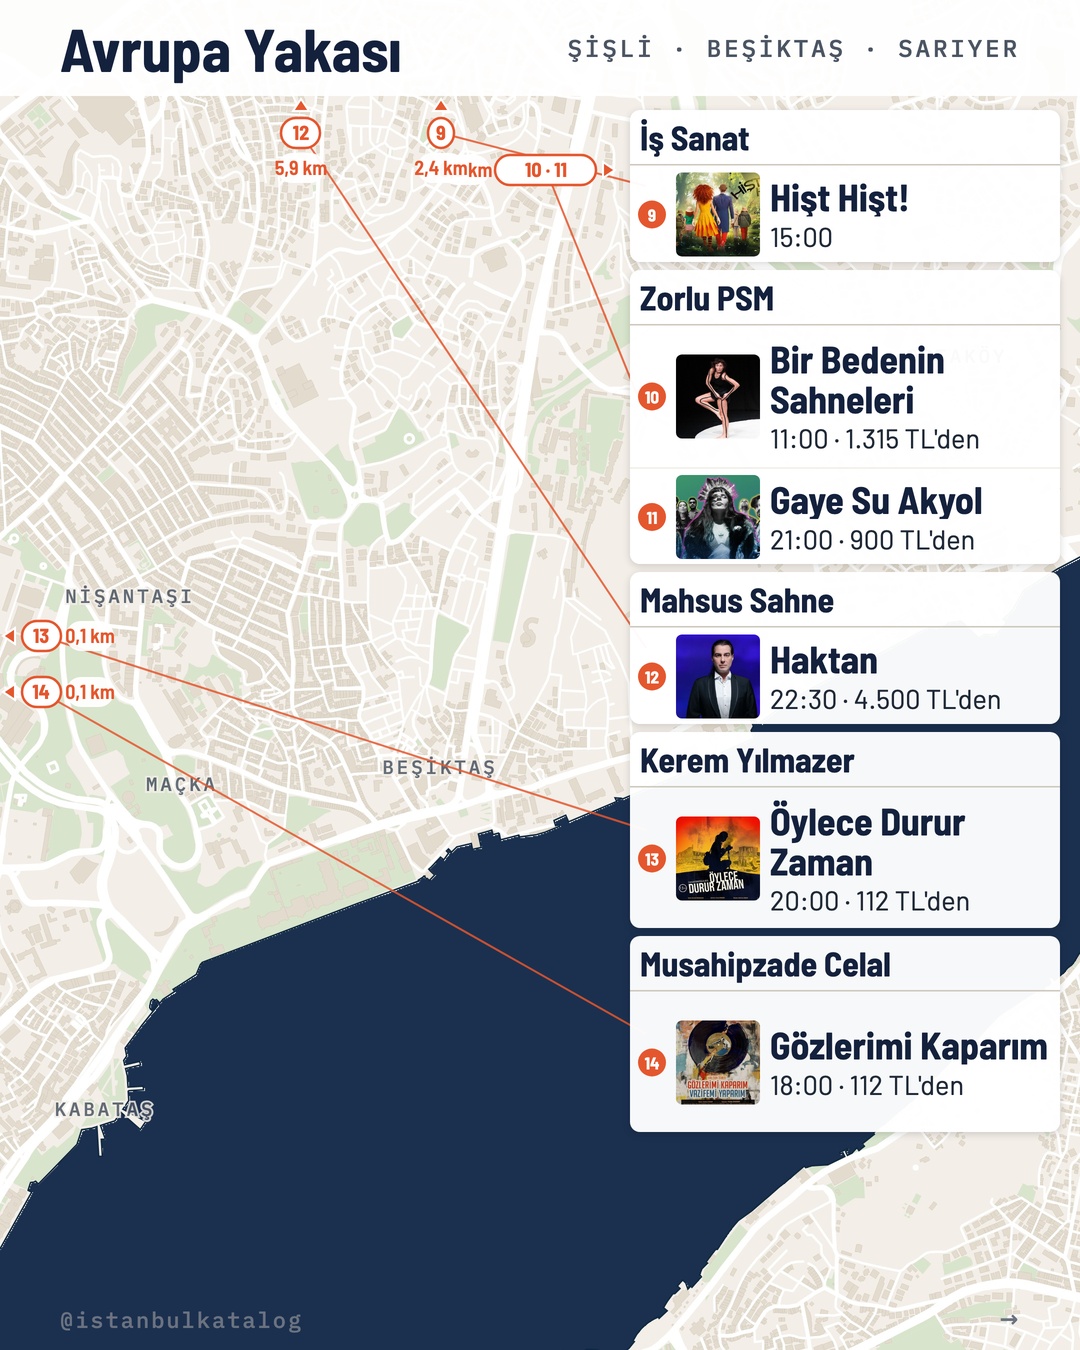 Avrupa Yakası
ŞİŞLİ · BEŞİKTAŞ · SARIYER
12
5,9 km
9
2,4 km
km
10 · 11
İş Sanat
9
Hişt Hişt!
15:00
Zorlu PSM
10
Bir Bedenin
Sahneleri
11:00 · 1.315 TL'den
11
Gaye Su Akyol
21:00 · 900 TL'den
Mahsus Sahne
12
Haktan
22:30 · 4.500 TL'den
Kerem Yılmazer
13
ÖYLECE
DURUR ZAMAN
Öylece Durur
Zaman
20:00 · 112 TL'den
Musahipzade Celal
14
GÖZLERİMİ KAPARIM
VAZİFEMİ YAPARIM
Gözlerimi Kaparım
18:00 · 112 TL'den
NİŞANTAŞI
13
0,1 km
14
0,1 km
MAÇKA
BEŞİKTAŞ
KABATAŞ
@istanbulkatalog
→